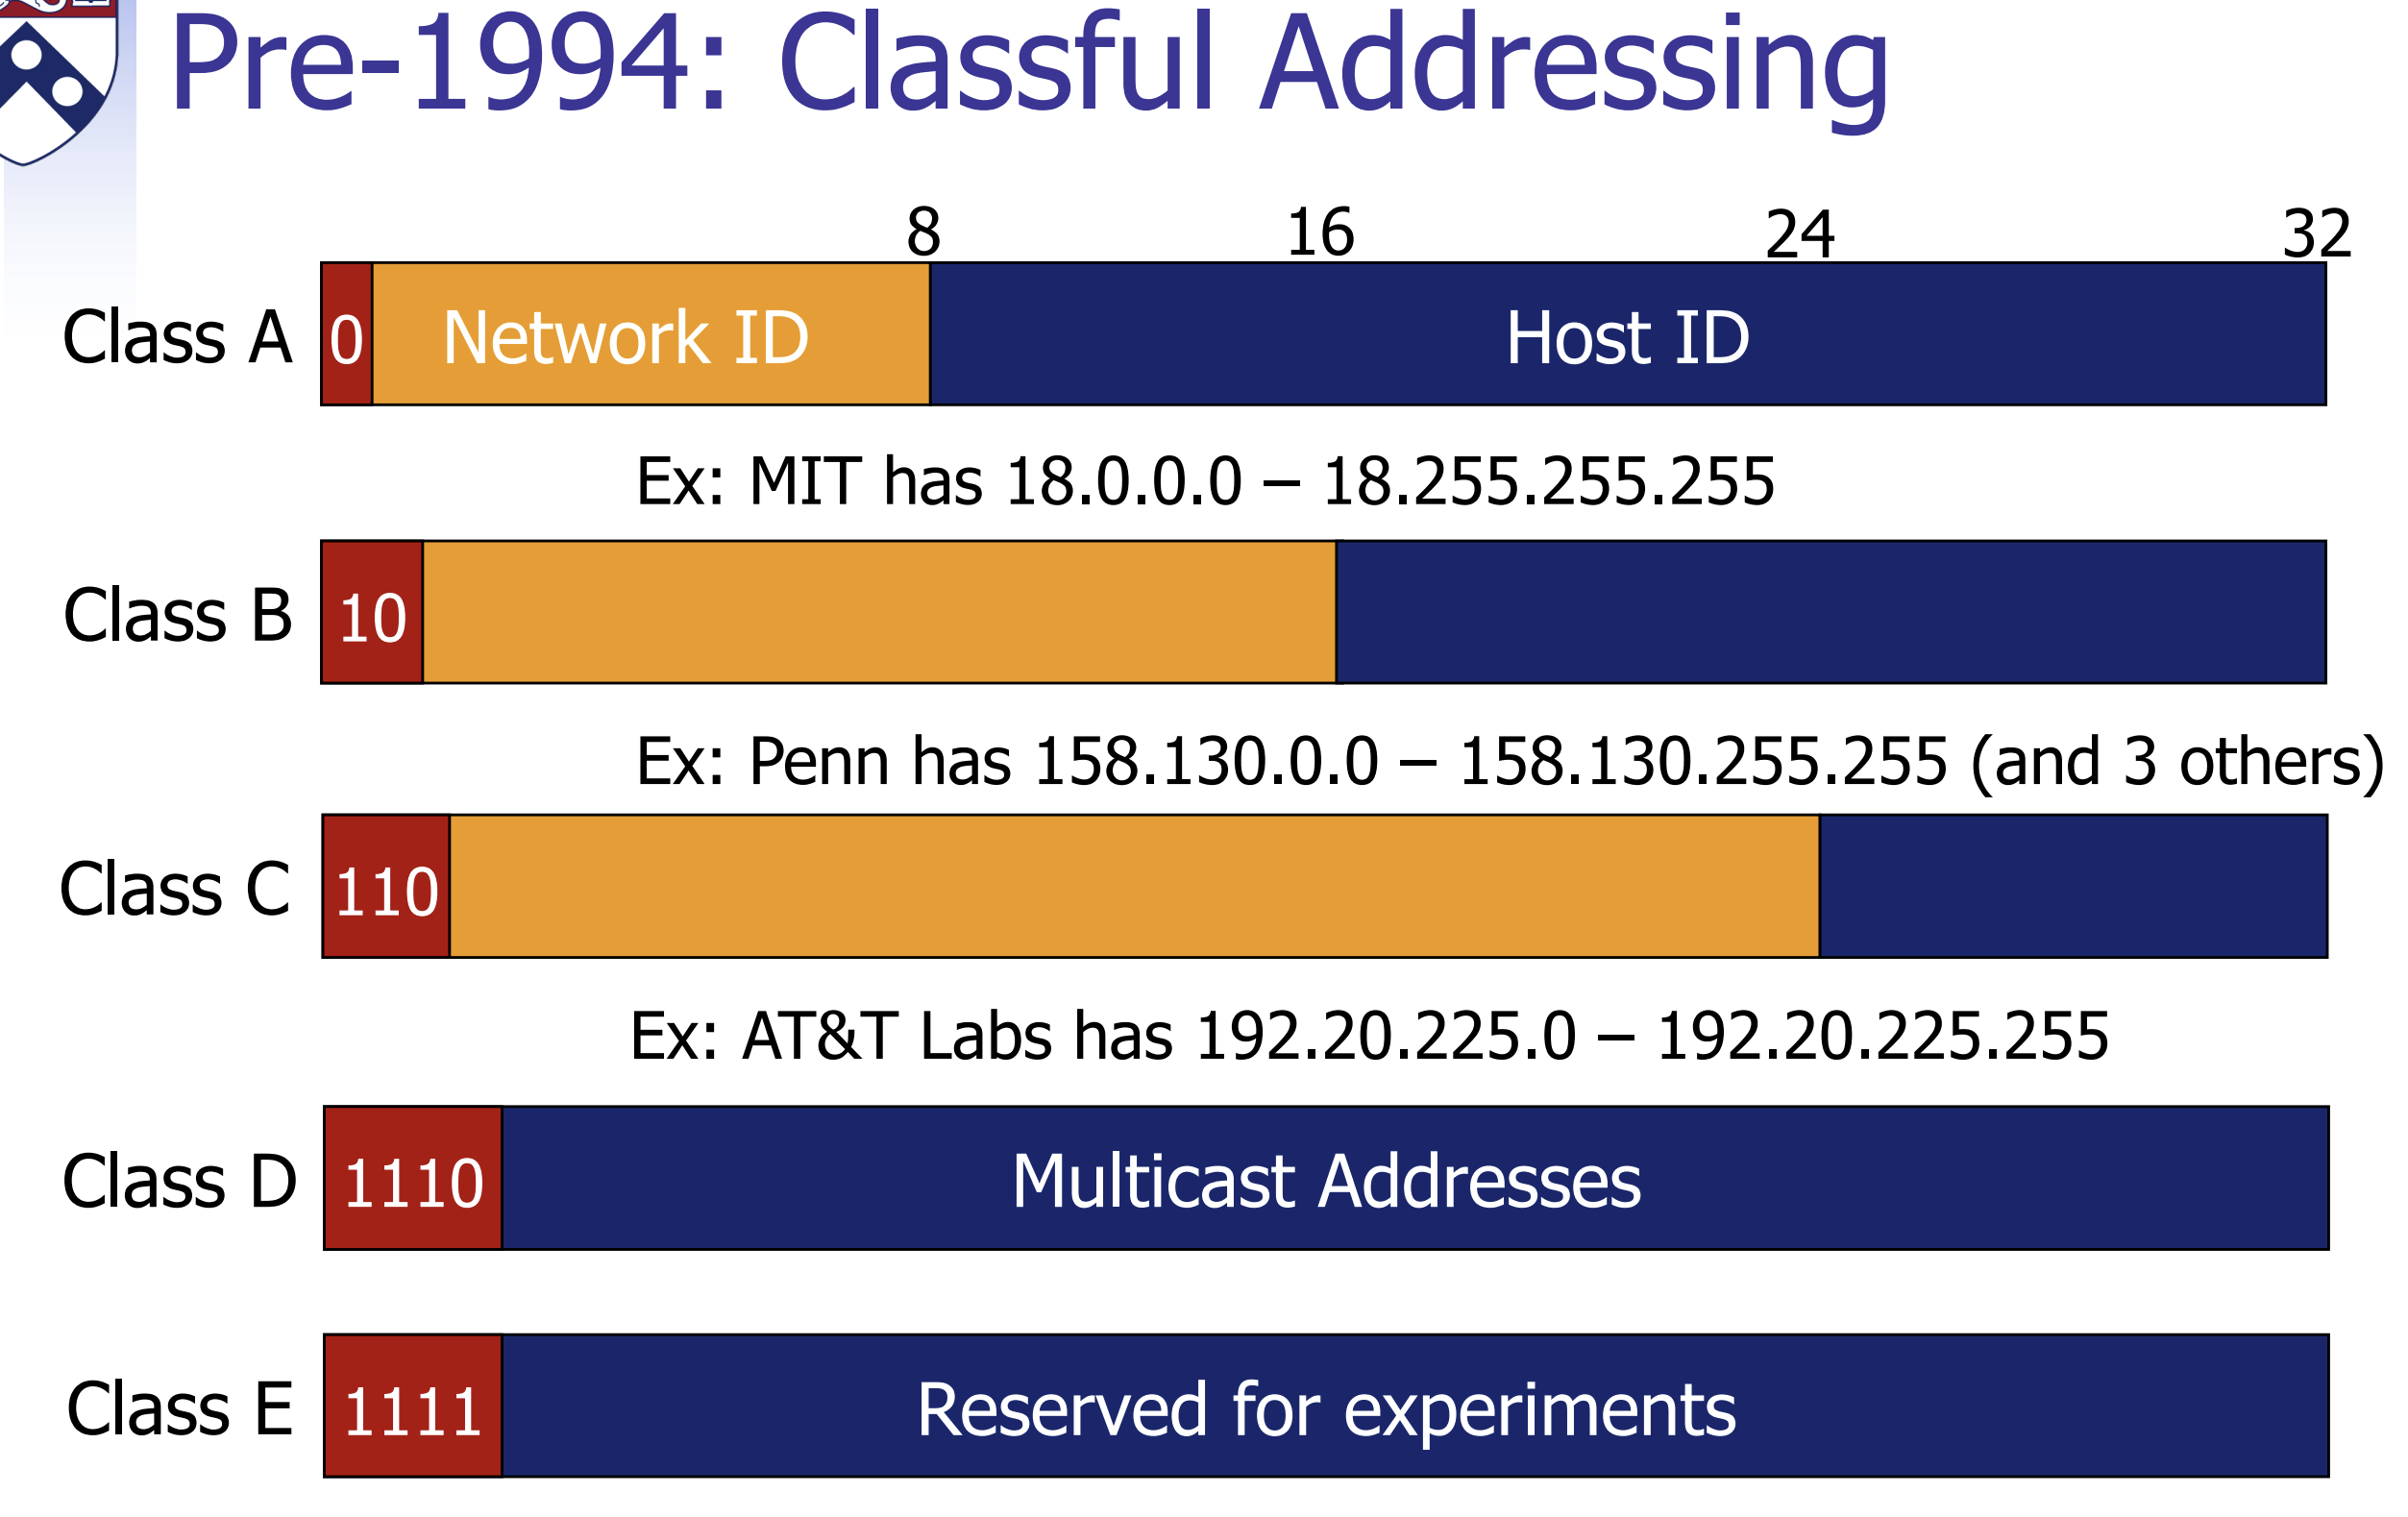 Pre-1994: Classful Addressing
8 16 24 32
Class A 0 Network ID Host ID
Ex: MIT has 18.0.0.0 – 18.255.255.255
Class B 10
Ex: Penn has 158.130.0.0 – 158.130.255.255 (and 3 others)
Class C 110
Ex: AT&T Labs has 192.20.225.0 – 192.20.225.255
Class D 1110 Multicast Addresses
Class E 1111 Reserved for experiments